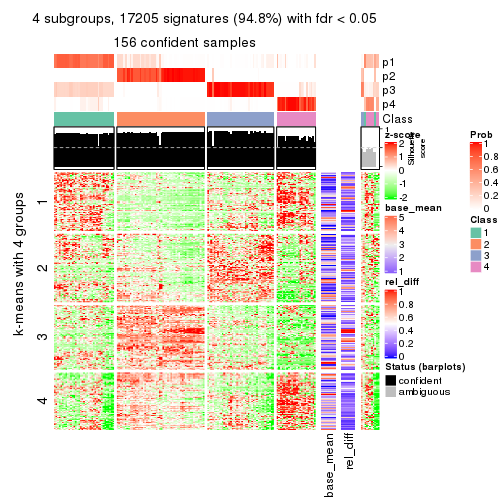 4 subgroups, 17205 signatures (94.8%) with fdr < 0.05
156 confident samples
p1
p2
p3
p4
Class
1
Silhouette
score
k-means with 4 groups
1
2
3
4
base_mean
rel_diff
z-score
2
1
0
-1
-2
base_mean
5
4
3
2
1
rel_diff
1
0.8
0.6
0.4
0.2
0
Status (barplots)
confident
ambiguous
Prob
1
0.8
0.6
0.4
0.2
0
Class
1
2
3
4